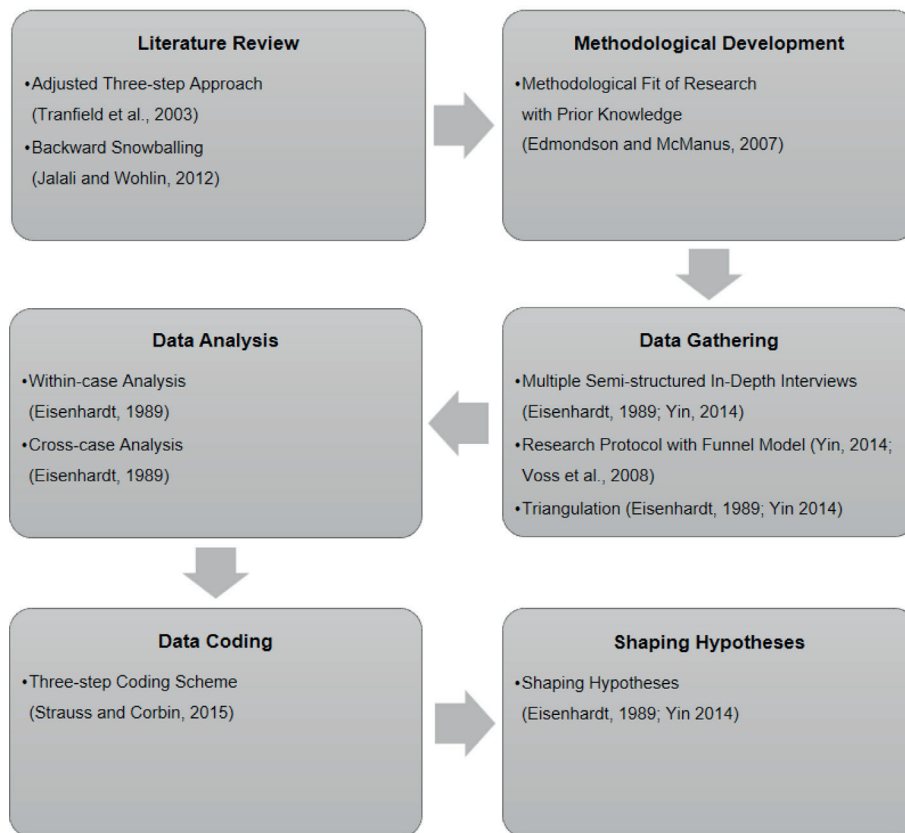 Literature Review
•Adjusted Three-step Approach
(Tranfield et al., 2003)
•Backward Snowballing
(Jalali and Wohlin, 2012)
Methodological Development
•Methodological Fit of Research
with Prior Knowledge
(Edmondson and McManus, 2007)
Data Gathering
•Multiple Semi-structured In-Depth Interviews
(Eisenhardt, 1989; Yin, 2014)
•Research Protocol with Funnel Model (Yin, 2014;
Voss et al., 2008)
•Triangulation (Eisenhardt, 1989; Yin 2014)
Data Analysis
•Within-case Analysis
(Eisenhardt, 1989)
•Cross-case Analysis
(Eisenhardt, 1989)
Data Coding
•Three-step Coding Scheme
(Strauss and Corbin, 2015)
Shaping Hypotheses
•Shaping Hypotheses
(Eisenhardt, 1989; Yin 2014)